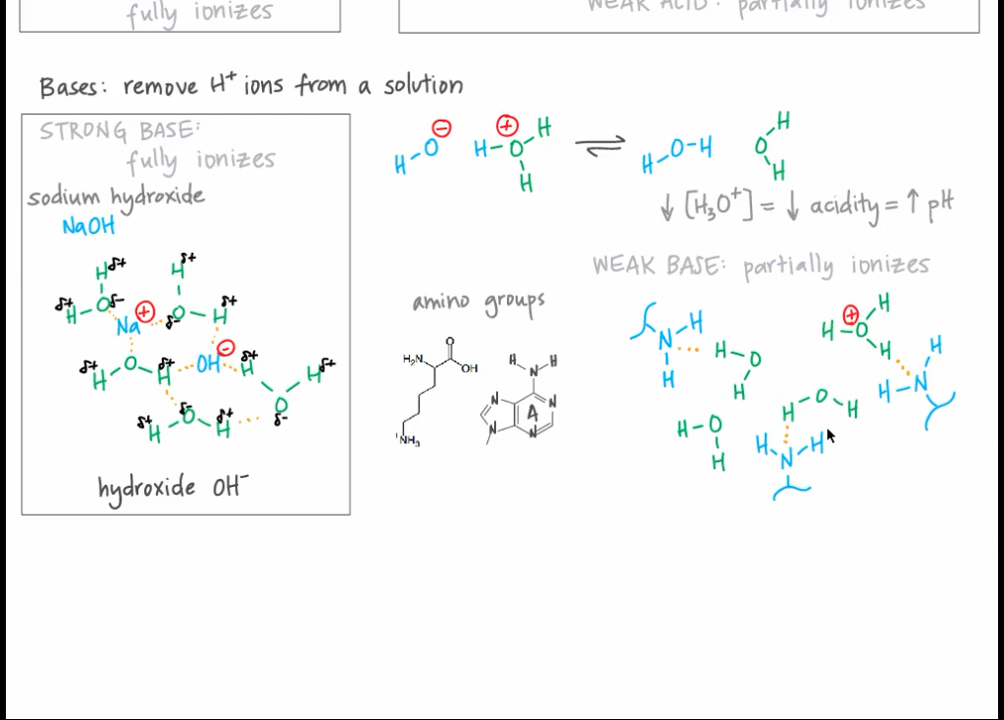 fully ionizes
WEAK ACID: partially ionizes
Bases: remove H⁺ ions from a solution
STRONG BASE:
fully ionizes
sodium hydroxide
NaOH
H δ+ H δ+
δ+ H O δ- Na + δ- O H δ+
δ+ H O H δ+ OH - δ+ H H δ+
δ+ H δ- O H δ+ O δ-
hydroxide OH⁻
H-O - H-O-H + H ⇌ H-O-H O H H
↓ [H₃O⁺] = ↓ acidity = ↑ pH
WEAK BASE: partially ionizes
amino groups
H₂N O OH
NH₃
H N H
N N A N N
N H H H-O H
H-O H
H-O-H H N H
H O + H H
H-N H